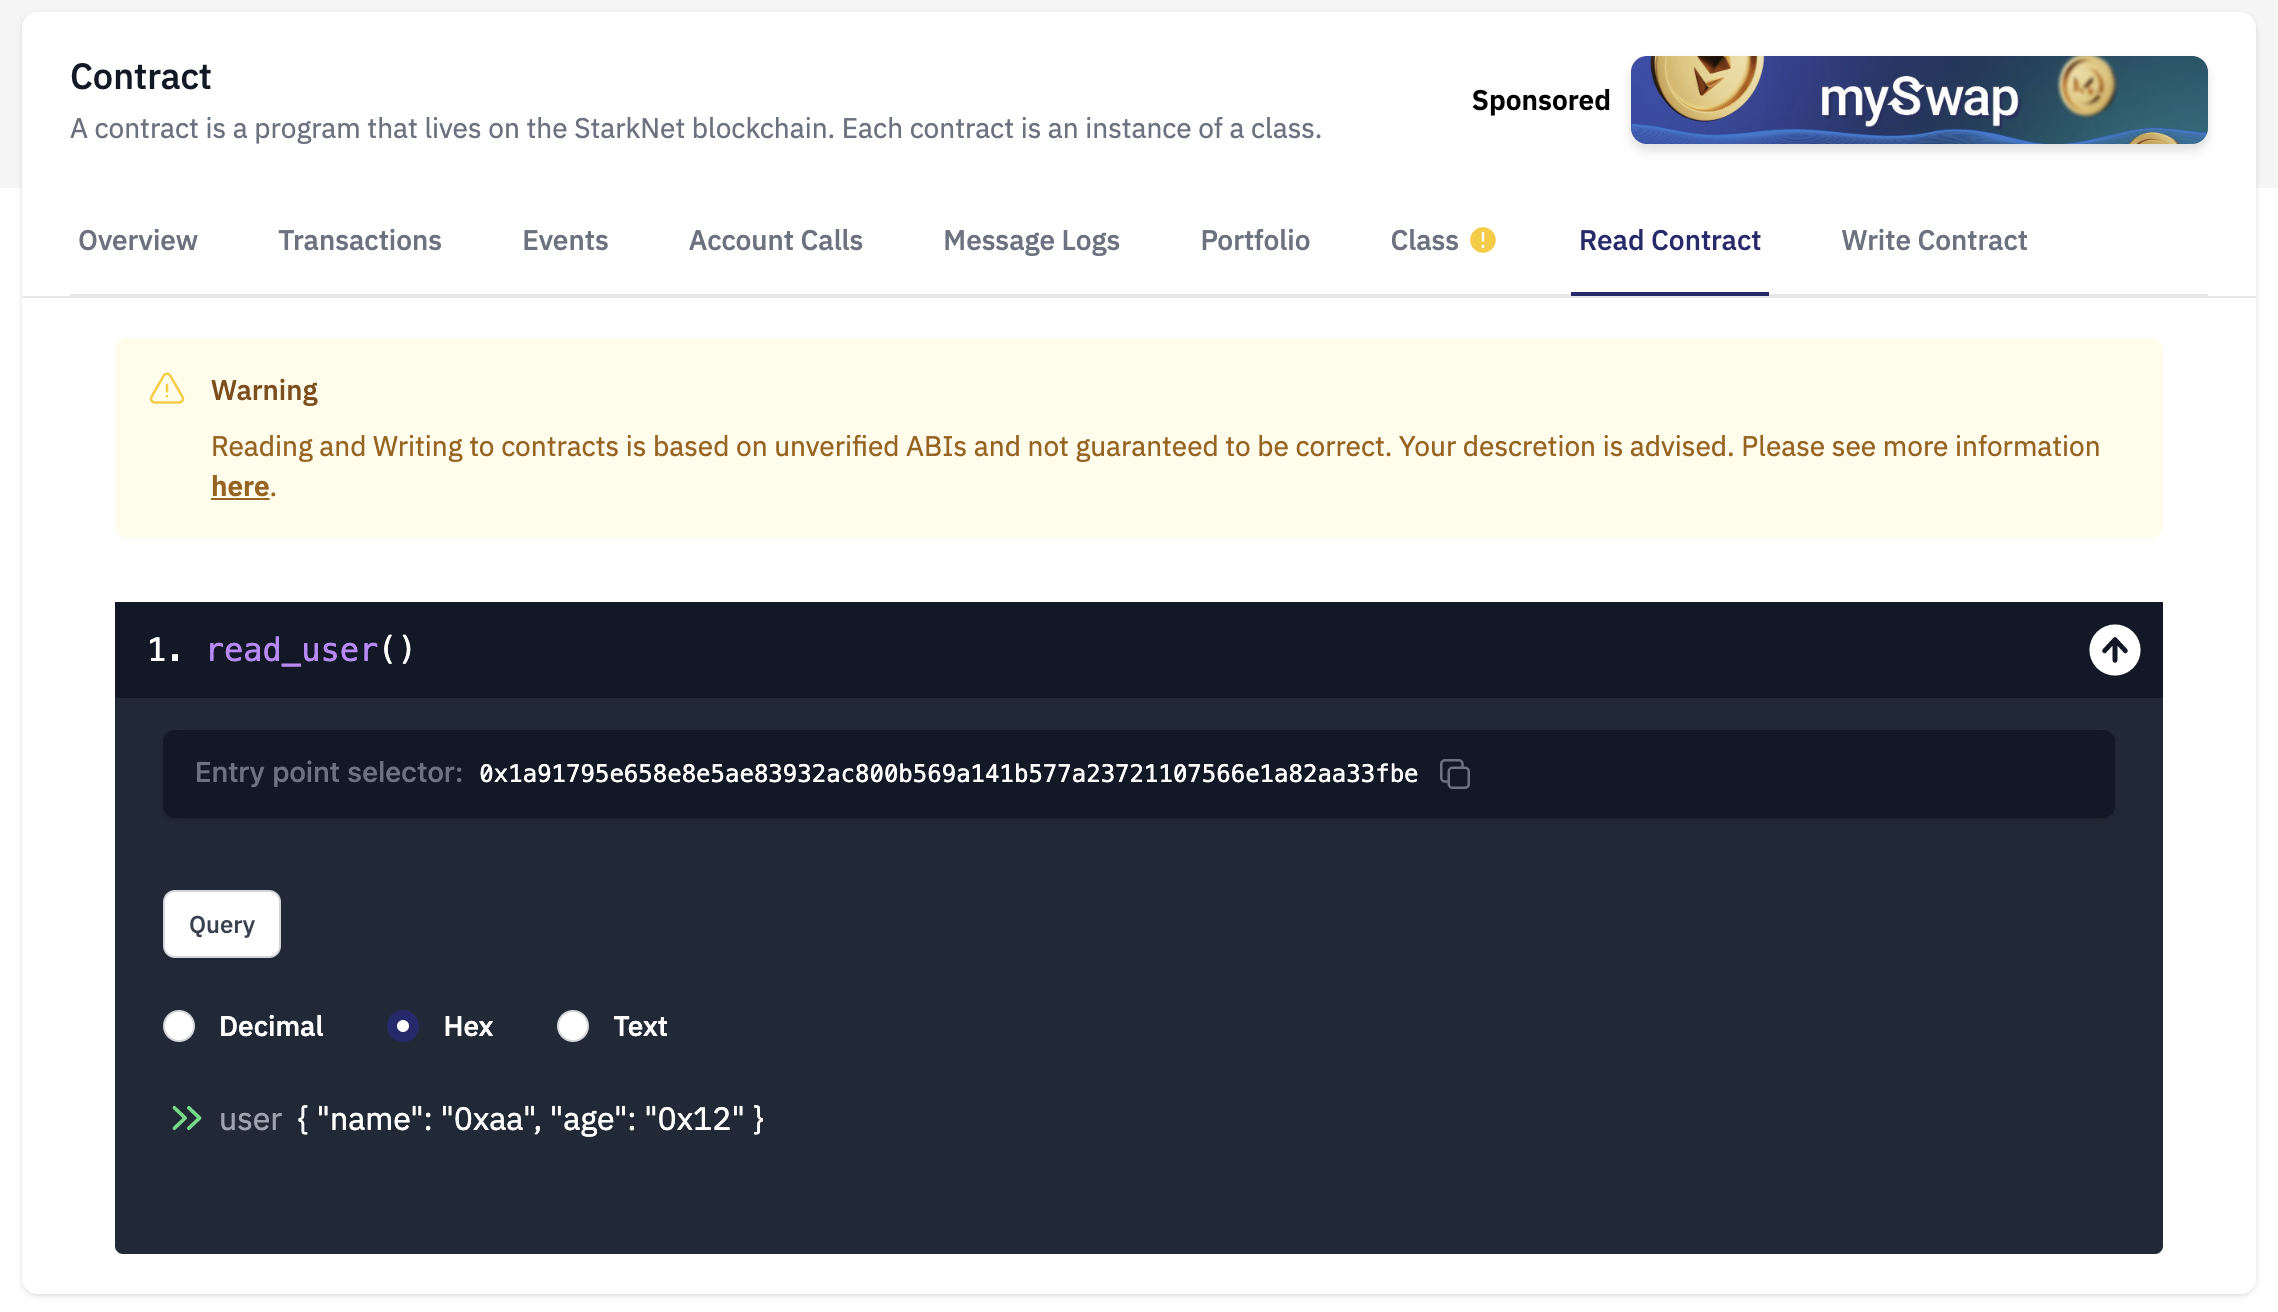 Contract
A contract is a program that lives on the StarkNet blockchain. Each contract is an instance of a class.
Sponsored
mySwap
Overview Transactions Events Account Calls Message Logs Portfolio Class Read Contract Write Contract
Warning
Reading and Writing to contracts is based on unverified ABIs and not guaranteed to be correct. Your descretion is advised. Please see more information
here.
1. read_user()
Entry point selector: 0x1a91795e658e8e5ae83932ac800b569a141b577a23721107566e1a82aa33fbe
Query
Decimal Hex Text
user { "name": "0xaa", "age": "0x12" }